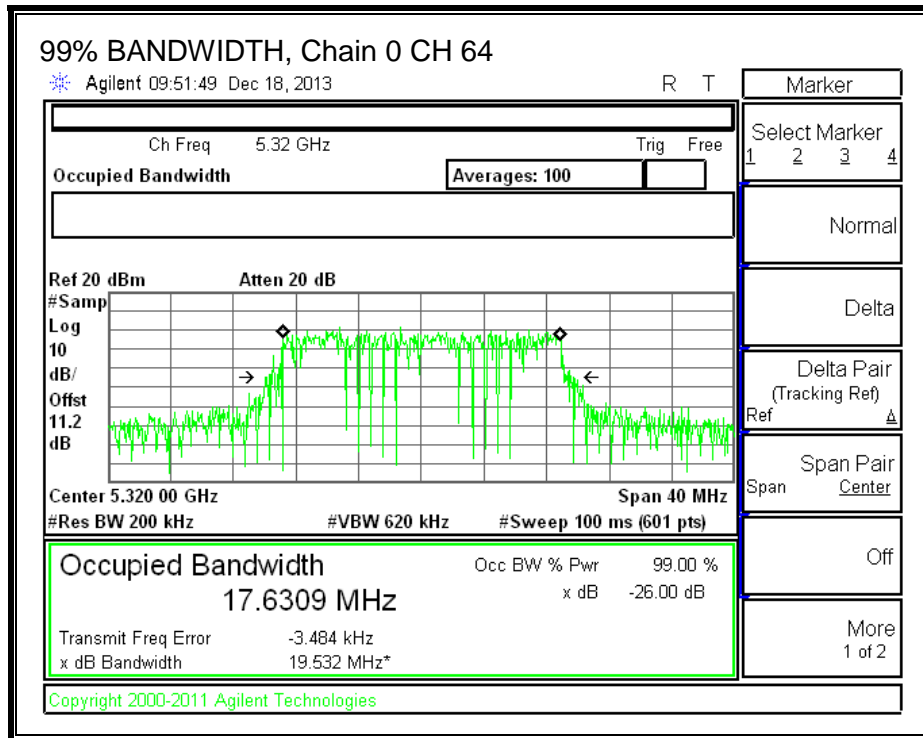 99% BANDWIDTH, Chain 0 CH 64
Agilent 09:51:49 Dec 18, 2013 R T
Marker
Ch Freq 5.32 GHz Trig Free
Occupied Bandwidth Averages: 100
Select Marker
1 2 3 4
Normal
Delta
Delta Pair
(Tracking Ref)
Ref Δ
Span Pair
Span Center
Off
More
1 of 2
Ref 20 dBm Atten 20 dB
#Samp
Log
10
dB/
Offst
11.2
dB
Center 5.320 00 GHz Span 40 MHz
#Res BW 200 kHz #VBW 620 kHz #Sweep 100 ms (601 pts)
Occupied Bandwidth Occ BW % Pwr 99.00 %
17.6309 MHz x dB -26.00 dB
Transmit Freq Error -3.484 kHz
x dB Bandwidth 19.532 MHz*
Copyright 2000-2011 Agilent Technologies